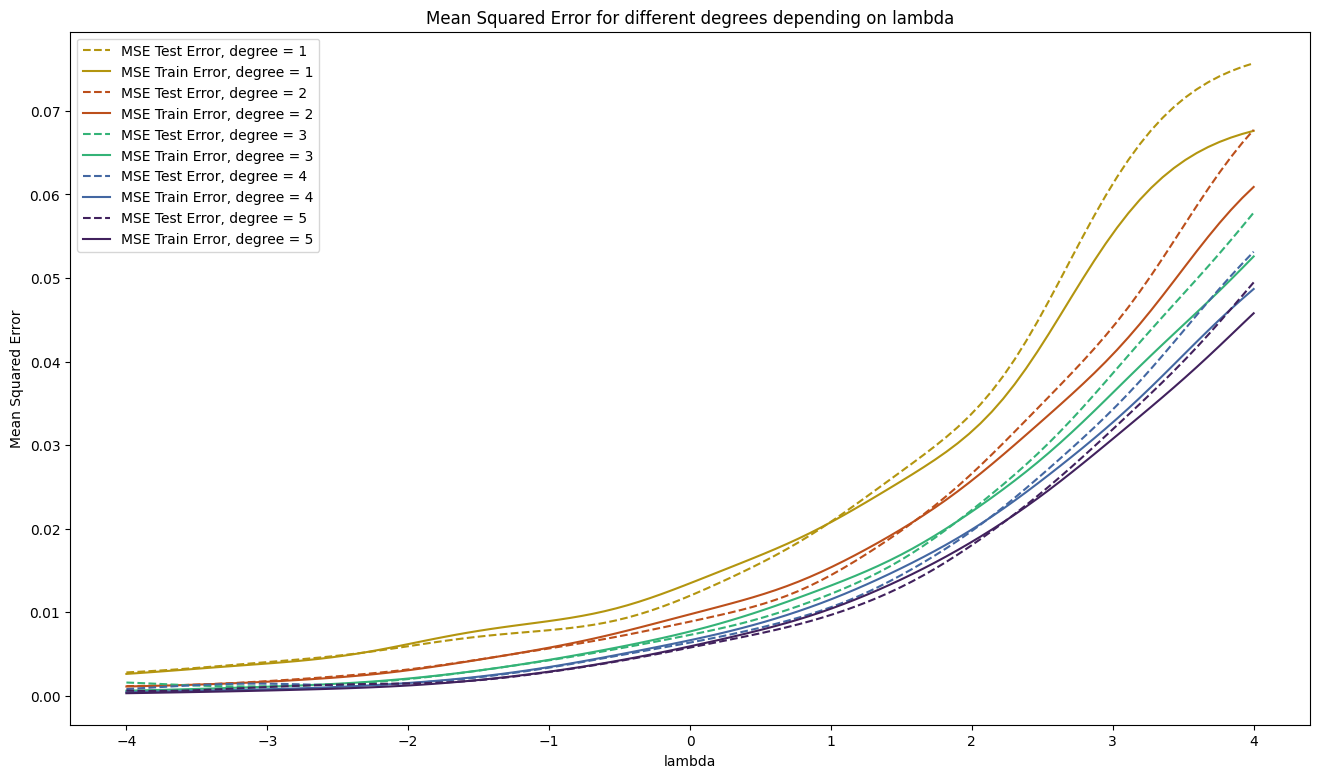 Mean Squared Error for different degrees depending on lambda
MSE Test Error, degree = 1
MSE Train Error, degree = 1
MSE Test Error, degree = 2
MSE Train Error, degree = 2
MSE Test Error, degree = 3
MSE Train Error, degree = 3
MSE Test Error, degree = 4
MSE Train Error, degree = 4
MSE Test Error, degree = 5
MSE Train Error, degree = 5
Mean Squared Error
0.07
0.06
0.05
0.04
0.03
0.02
0.01
0.00
−4 −3 −2 −1 0 1 2 3 4
lambda